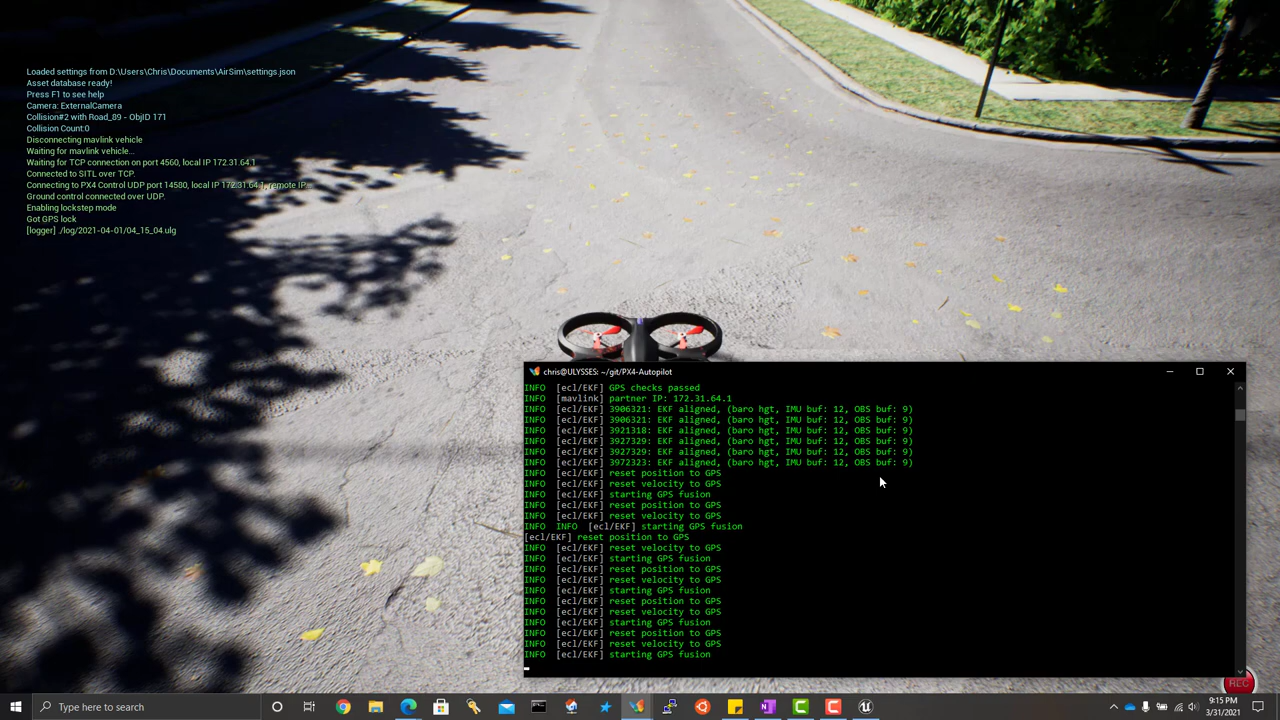 Loaded settings from D:\Users\Chris\Documents\AirSim\settings.json
Asset database ready!
Press F1 to see help
Camera: ExternalCamera
Collision#2 with Road_89 - ObjID 171
Collision Count:0
Disconnecting mavlink vehicle
Waiting for mavlink vehicle...
Waiting for TCP connection on port 4560, local IP 172.31.64.1
Connected to SITL over TCP.
Connecting to PX4 Control UDP port 14580, local IP 172.31.64.1, remote IP...
Ground control connected over UDP.
Enabling lockstep mode
Got GPS lock
[logger] ./log/2021-04-01/04_15_04.ulg
chris@ULYSSES: ~/git/PX4-Autopilot
INFO [ecl/EKF] GPS checks passed
INFO [mavlink] partner IP: 172.31.64.1
INFO [ecl/EKF] 3906321: EKF aligned, (baro hgt, IMU buf: 12, OBS buf: 9)
INFO [ecl/EKF] 3906321: EKF aligned, (baro hgt, IMU buf: 12, OBS buf: 9)
INFO [ecl/EKF] 3921318: EKF aligned, (baro hgt, IMU buf: 12, OBS buf: 9)
INFO [ecl/EKF] 3927329: EKF aligned, (baro hgt, IMU buf: 12, OBS buf: 9)
INFO [ecl/EKF] 3927329: EKF aligned, (baro hgt, IMU buf: 12, OBS buf: 9)
INFO [ecl/EKF] 3972323: EKF aligned, (baro hgt, IMU buf: 12, OBS buf: 9)
INFO [ecl/EKF] reset position to GPS
INFO [ecl/EKF] reset velocity to GPS
INFO [ecl/EKF] starting GPS fusion
INFO [ecl/EKF] reset position to GPS
INFO [ecl/EKF] reset velocity to GPS
INFO INFO [ecl/EKF] starting GPS fusion
[ecl/EKF] reset position to GPS
INFO [ecl/EKF] reset velocity to GPS
INFO [ecl/EKF] starting GPS fusion
INFO [ecl/EKF] reset position to GPS
INFO [ecl/EKF] reset velocity to GPS
INFO [ecl/EKF] starting GPS fusion
INFO [ecl/EKF] reset position to GPS
INFO [ecl/EKF] reset velocity to GPS
INFO [ecl/EKF] starting GPS fusion
INFO [ecl/EKF] reset position to GPS
INFO [ecl/EKF] reset velocity to GPS
INFO [ecl/EKF] starting GPS fusion
REC
Type here to search
9:15 PM
3/31/2021